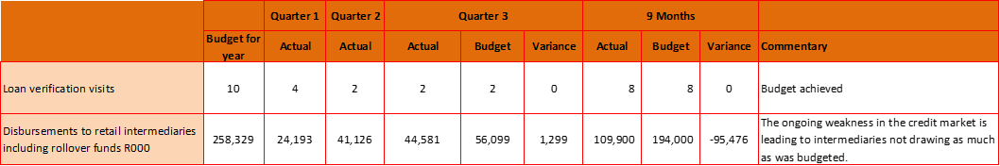 Quarter 1 Quarter 2 Quarter 3 9 Months
Budget for year Actual Actual Actual Budget Variance Actual Budget Variance Commentary
Loan verification visits 10 4 2 2 2 0 8 8 0 Budget achieved
Disbursements to retail intermediaries
including rollover funds R000 258,329 24,193 41,126 44,581 56,099 1,299 109,900 194,000 -95,476
The ongoing weakness in the credit market is
leading to intermediaries not drawing as much
as was budgeted.